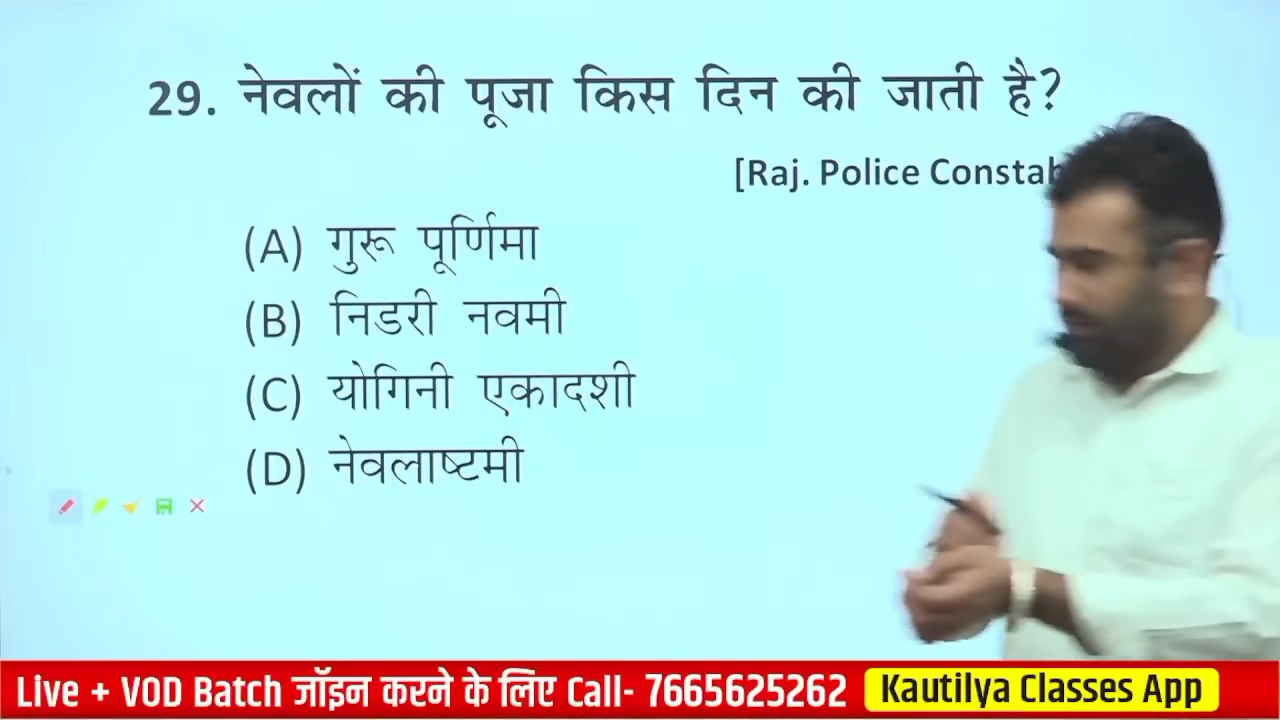 29. नेवलों की पूजा किस दिन की जाती है?
[Raj. Police
(A) गुरू पूर्णिमा
(B) निडरी नवमी
(C) योगिनी एकादशी
(D) नेवलाष्टमी
Live + VOD Batch जॉइन करने के लिए Call- 7665625262 Kautilya Classes App